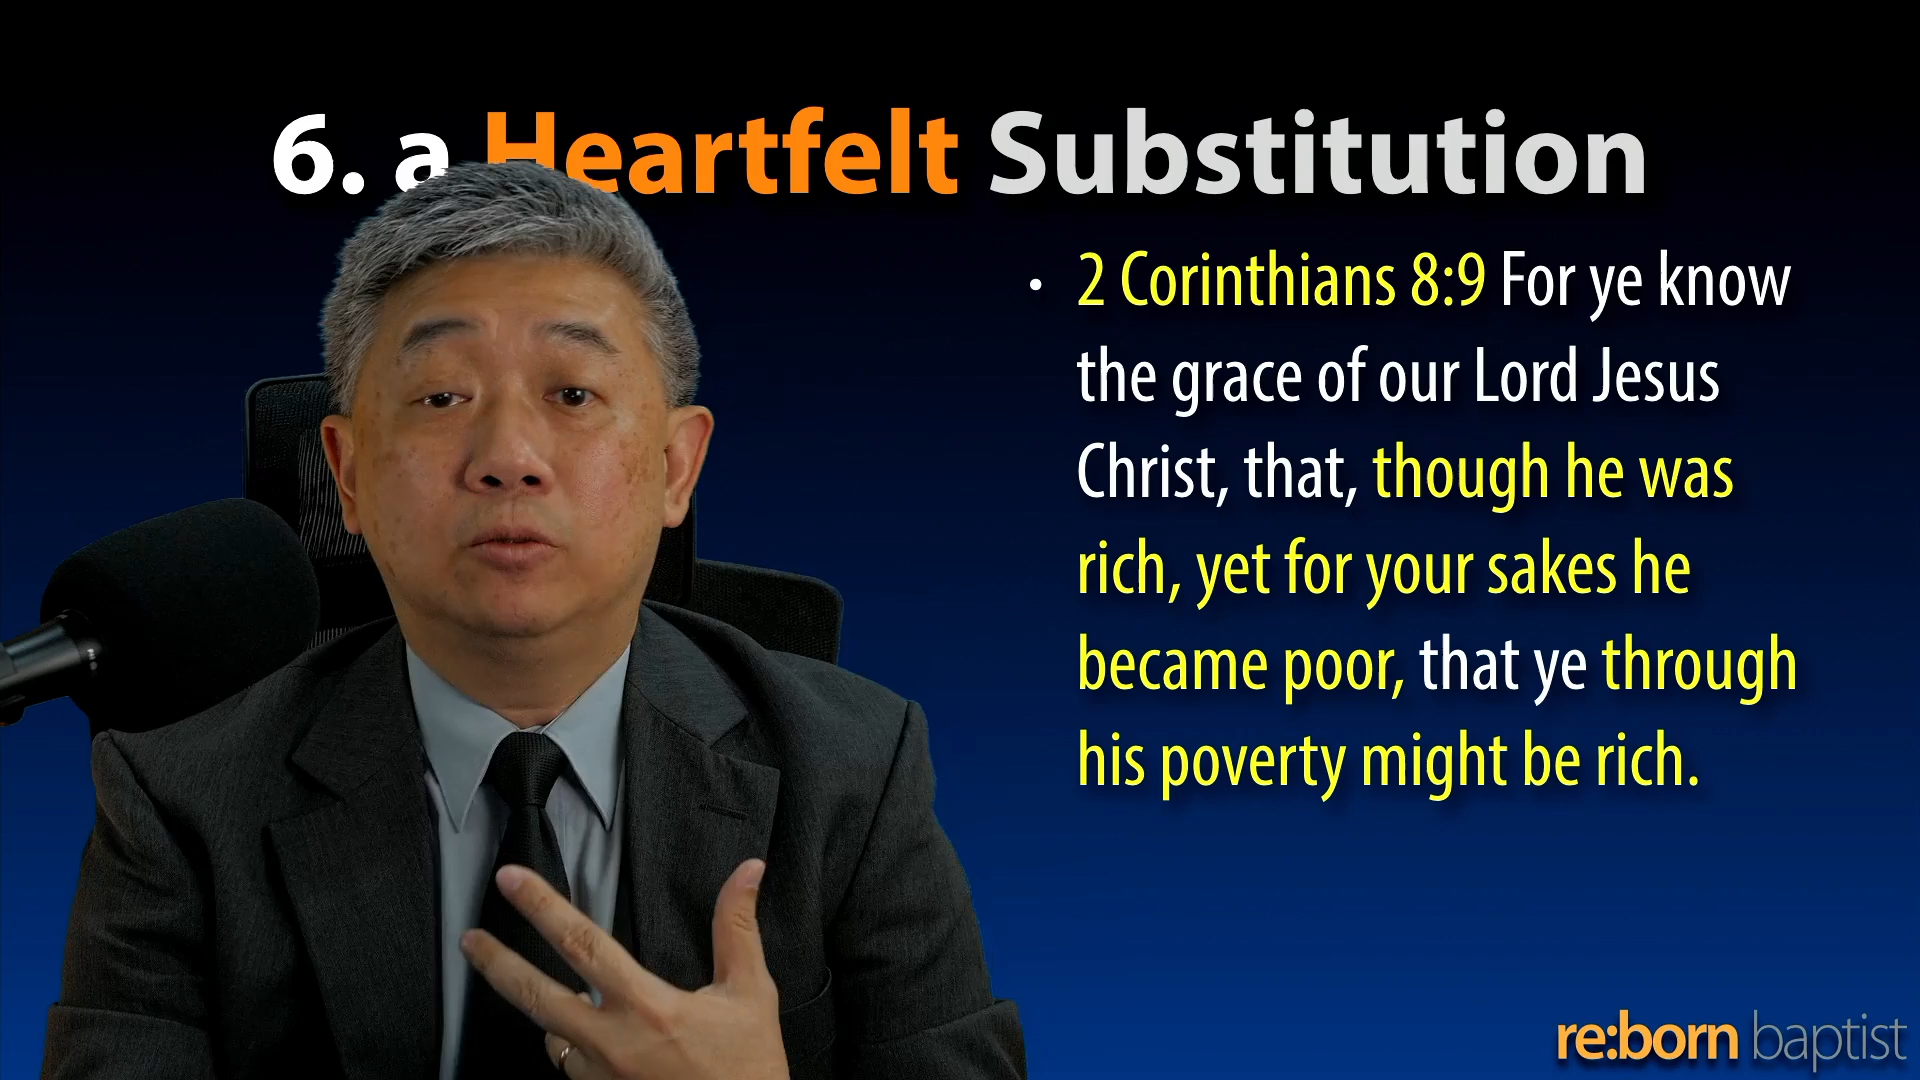 6. a Heartfelt Substitution
• 2 Corinthians 8:9 For ye know
the grace of our Lord Jesus
Christ, that, though he was
rich, yet for your sakes he
became poor, that ye through
his poverty might be rich.
re:born baptist